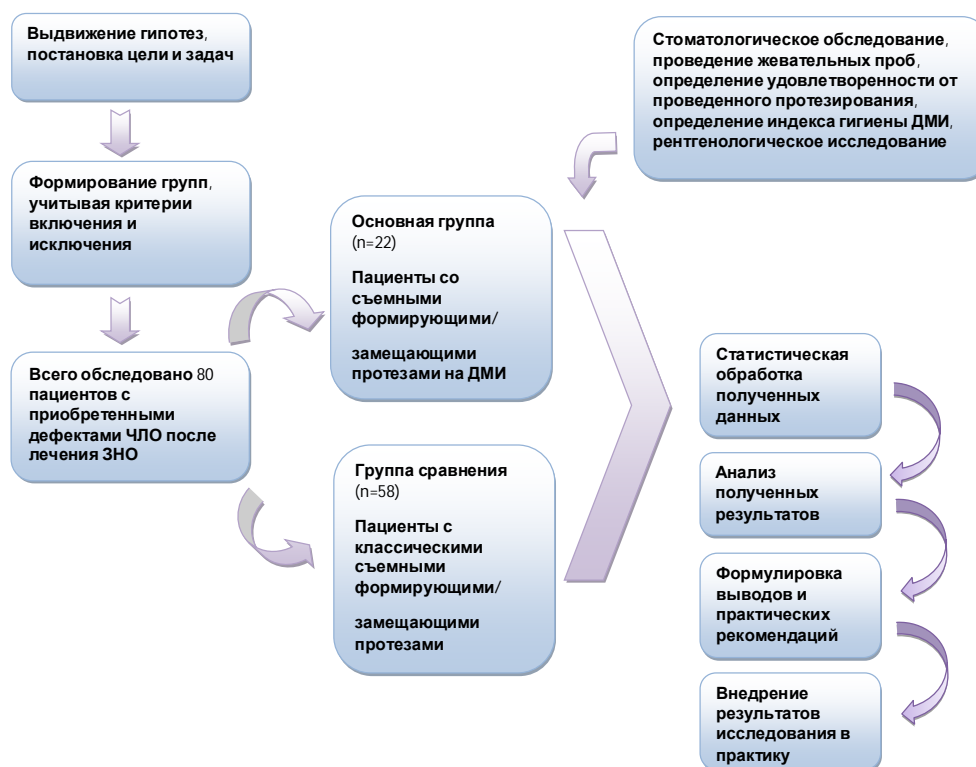 Выдвижение гипотез,
постановка цели и задач
Формирование групп,
учитывая критерии
включения и
исключения
Всего обследовано 80
пациентов с
приобретенными
дефектами ЧЛО после
лечения ЗНО
Основная группа
(n=22)
Пациенты со
съемными
формирующими/
замещающими
протезами на ДМИ
Группа сравнения
(n=58)
Пациенты с
классическими
съемными
формирующими/
замещающими
протезами
Стоматологическое обследование,
проведение жевательных проб,
определение удовлетворенности от
проведенного протезирования,
определение индекса гигиены ДМИ,
рентгенологическое исследование
Статистическая
обработка
полученных
данных
Анализ
полученных
результатов
Формулировка
выводов и
практических
рекомендаций
Внедрение
результатов
исследования в
практику